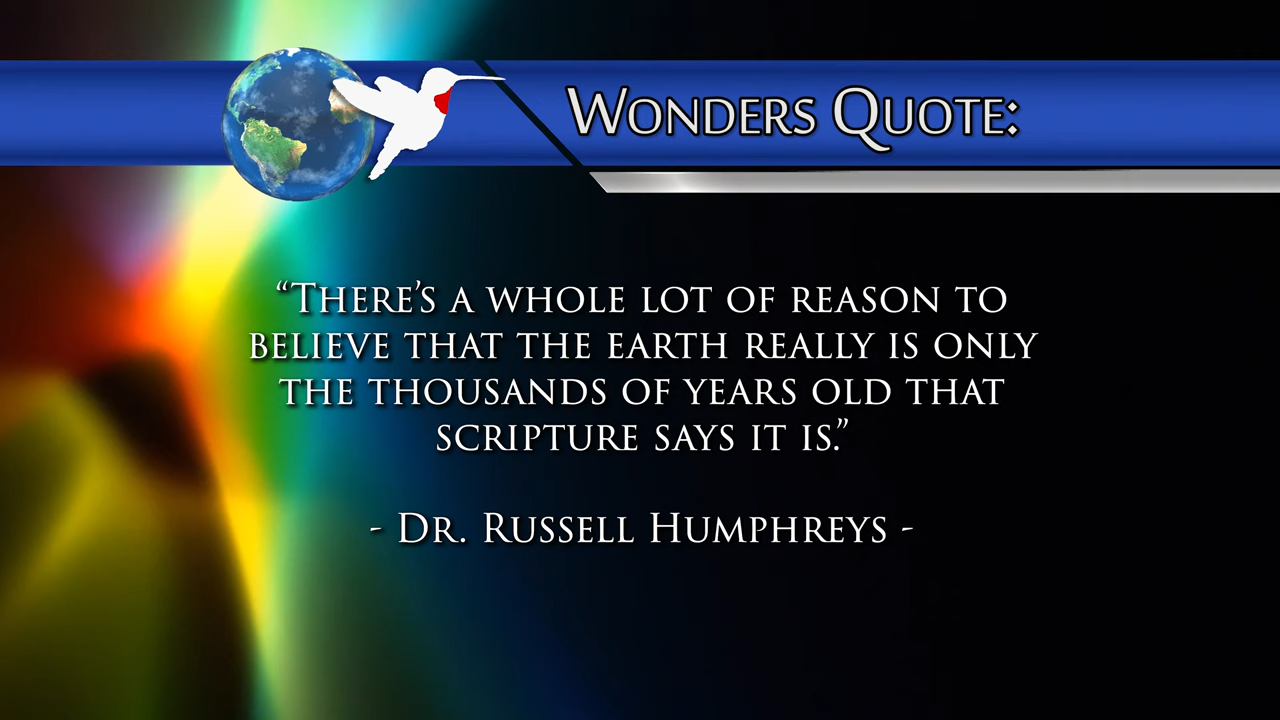 Wonders Quote:
“There’s a whole lot of reason to
believe that the earth really is only
the thousands of years old that
scripture says it is.”
- Dr. Russell Humphreys -